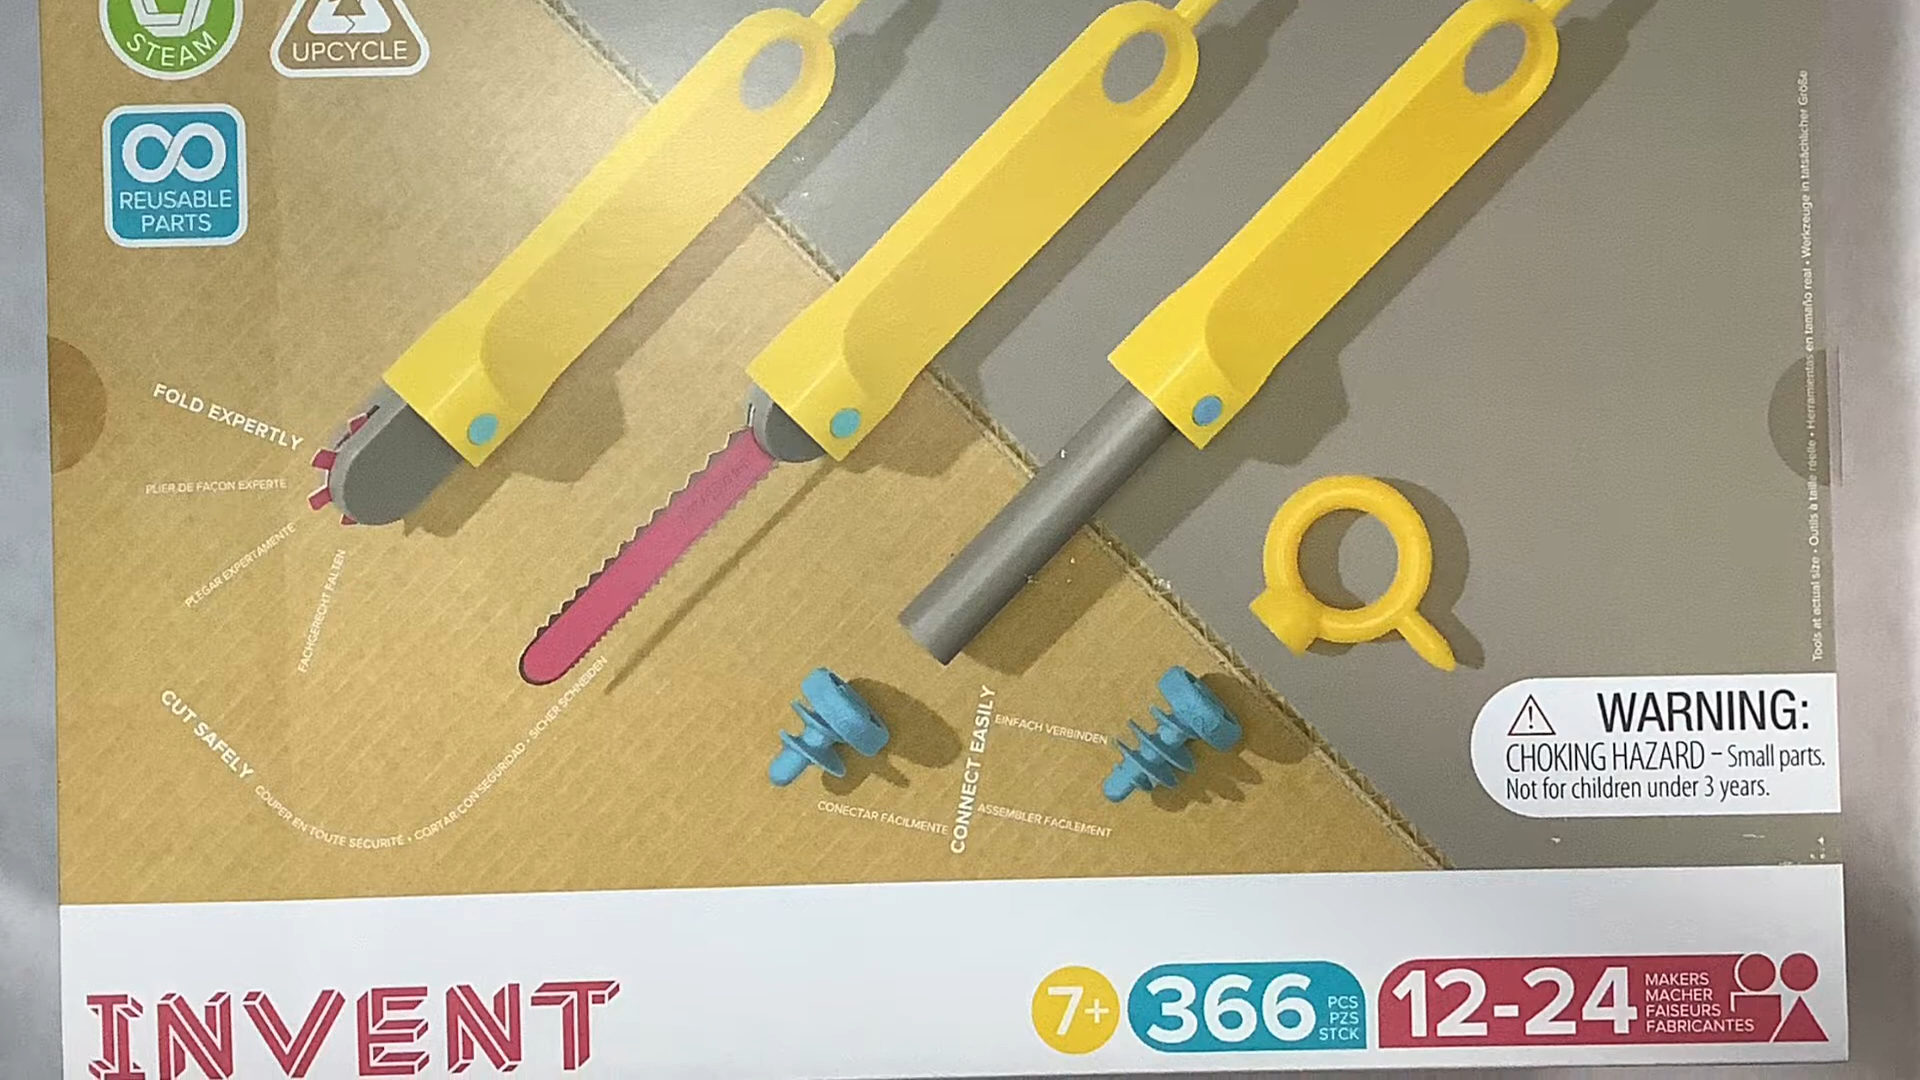 STEAM
UPCYCLE
REUSABLE
PARTS
FOLD EXPERTLY
PLIER DE FAÇON EXPERTE
PLEGAR EXPERTAMENTE
FACHGERECHT FALTEN
CUT SAFELY COUPER EN TOUTE SÉCURITÉ • CORTAR CON SEGURIDAD • SICHER SCHNEIDEN
CONNECT EASILY
EINFACH VERBINDEN
CONECTAR FÁCILMENTE
ASSEMBLER FACILEMENT
Tools at actual size • Outils à taille réelle • Herramientas en tamaño real • Werkzeuge in tatsächlicher Größe
WARNING:
CHOKING HAZARD – Small parts.
Not for children under 3 years.
INVENT
7+
366
PCS
PZS
STCK
12-24
MAKERS
MACHER
FAISEURS
FABRICANTES